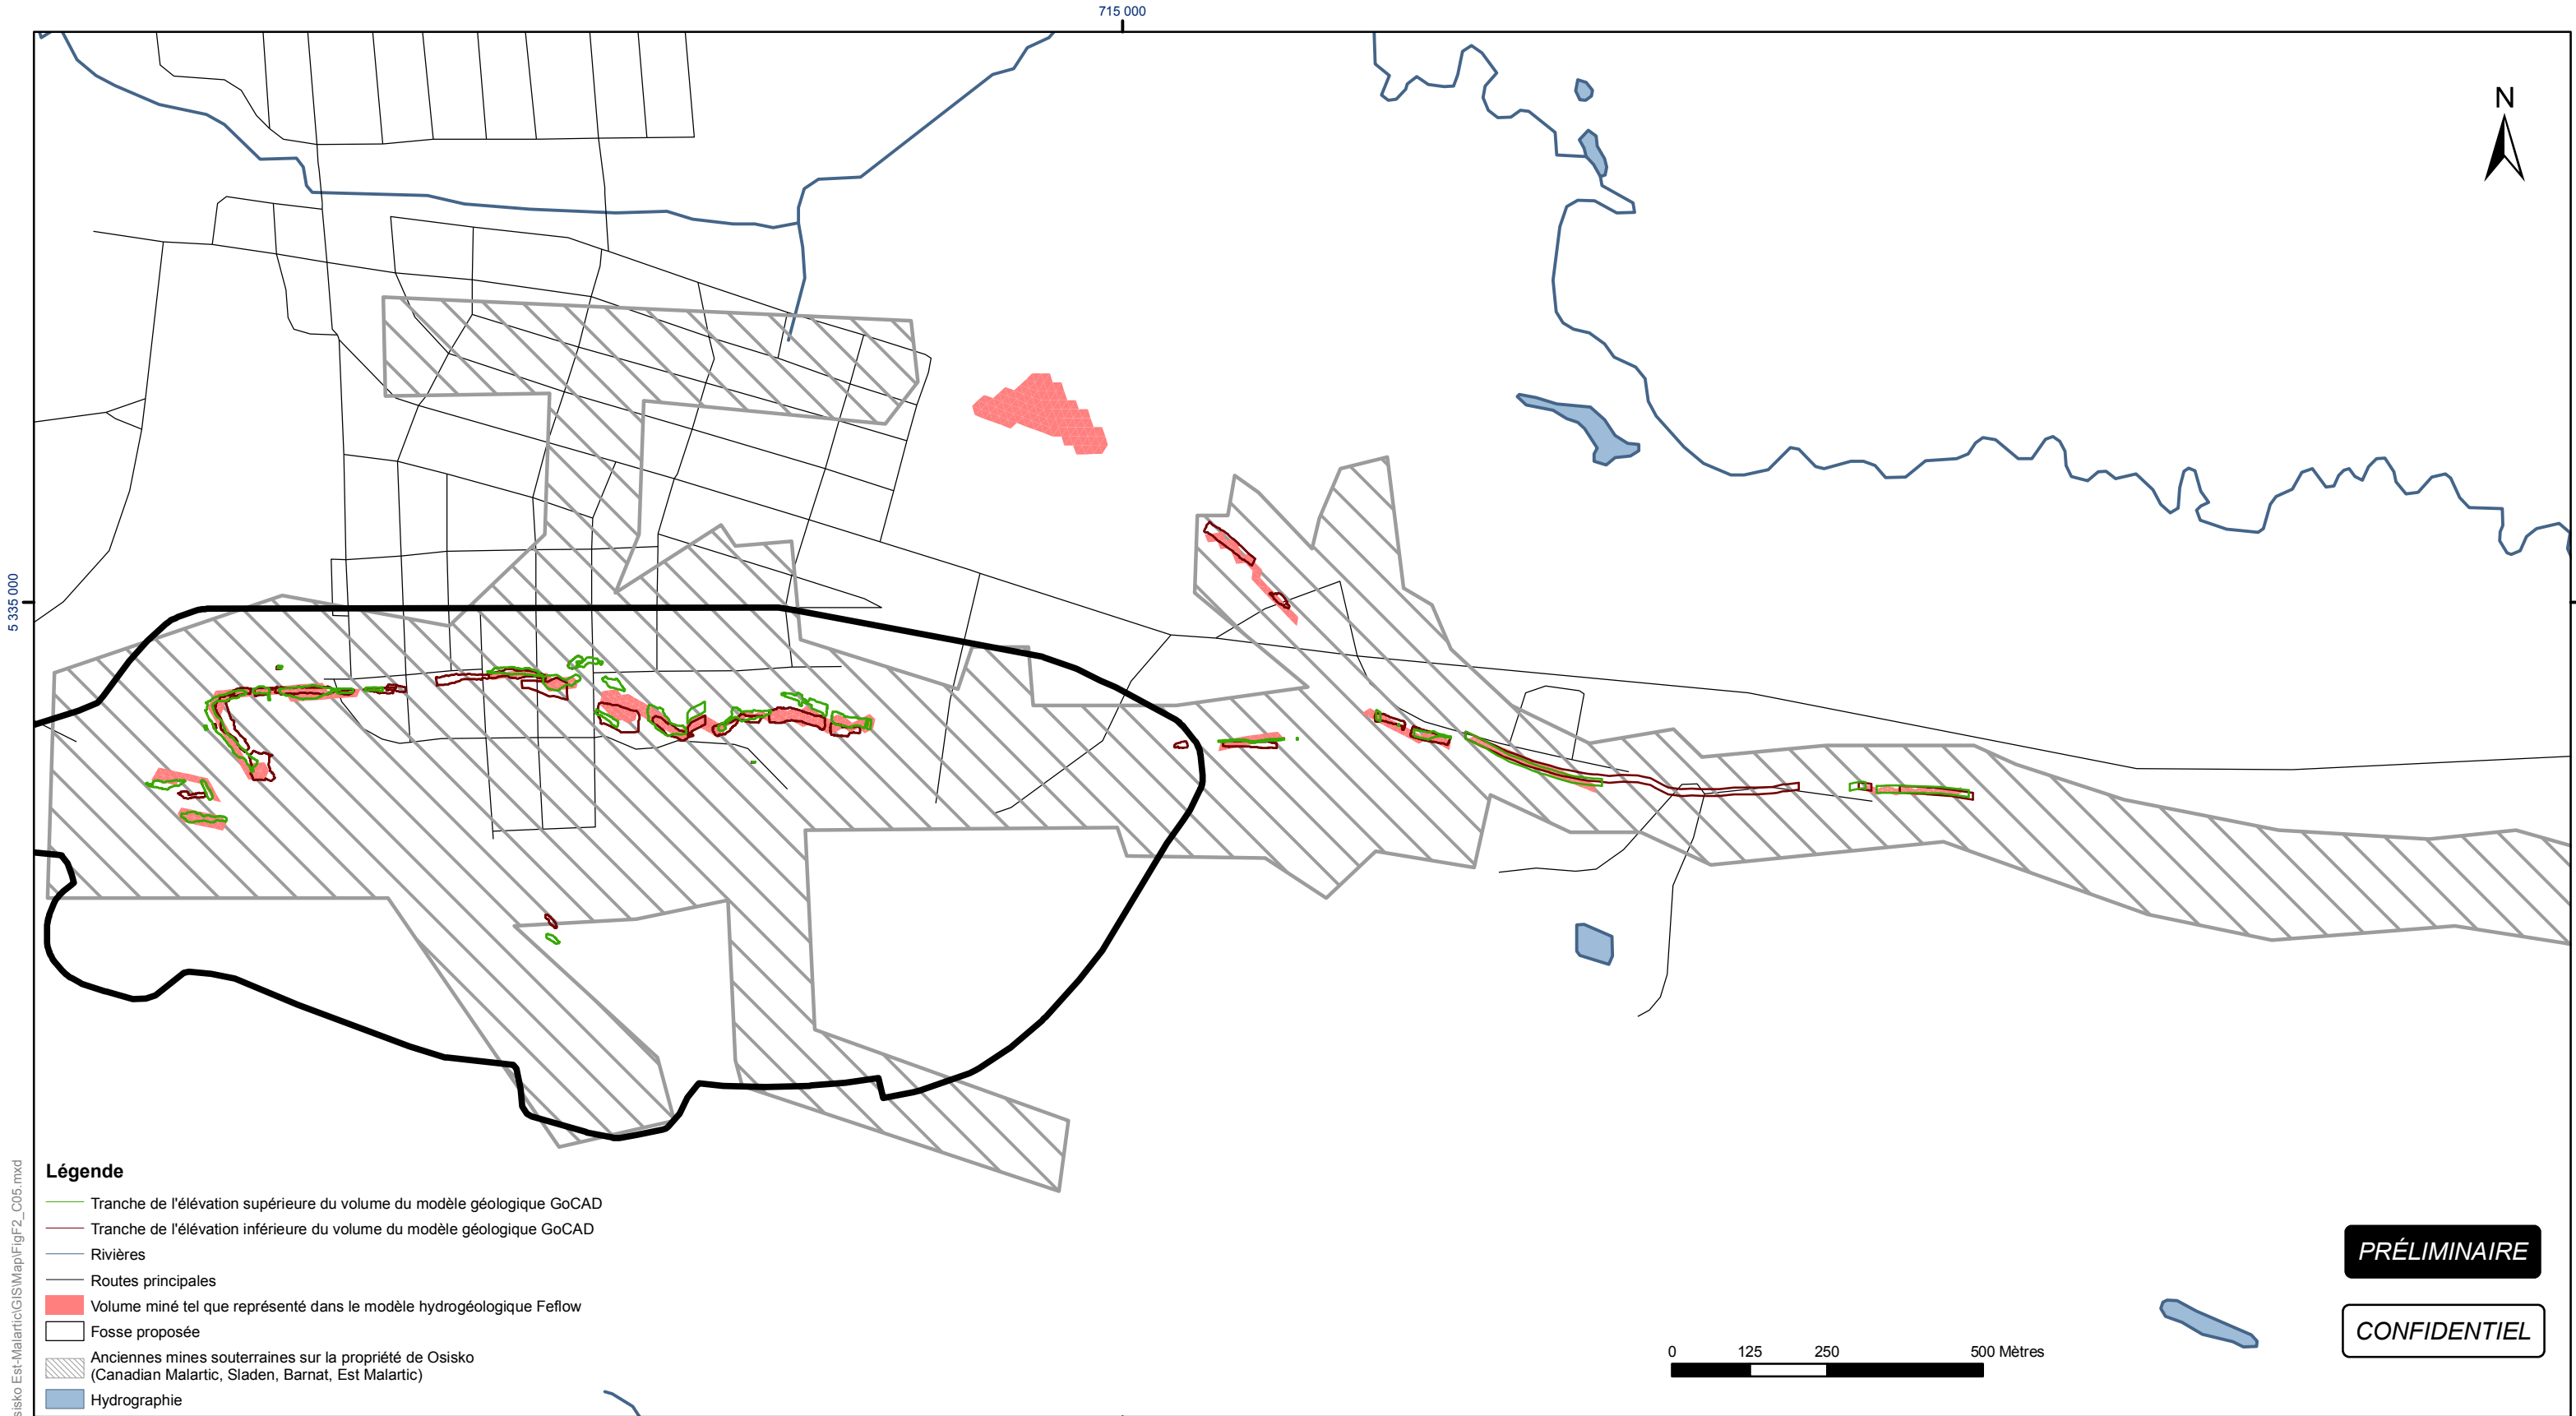 715 000
N
5 335 000
Légende
Tranche de l'élévation supérieure du volume du modèle géologique GoCAD
Tranche de l'élévation inférieure du volume du modèle géologique GoCAD
Rivières
Routes principales
Volume miné tel que représenté dans le modèle hydrogéologique Feflow
Fosse proposée
Anciennes mines souterraines sur la propriété de Osisko
(Canadian Malartic, Sladen, Barnat, Est Malartic)
Hydrographie
sisko Est-Malartic\GIS\Map\FigF2_C05.mxd
0 125 250 500 Mètres
PRÉLIMINAIRE
CONFIDENTIEL